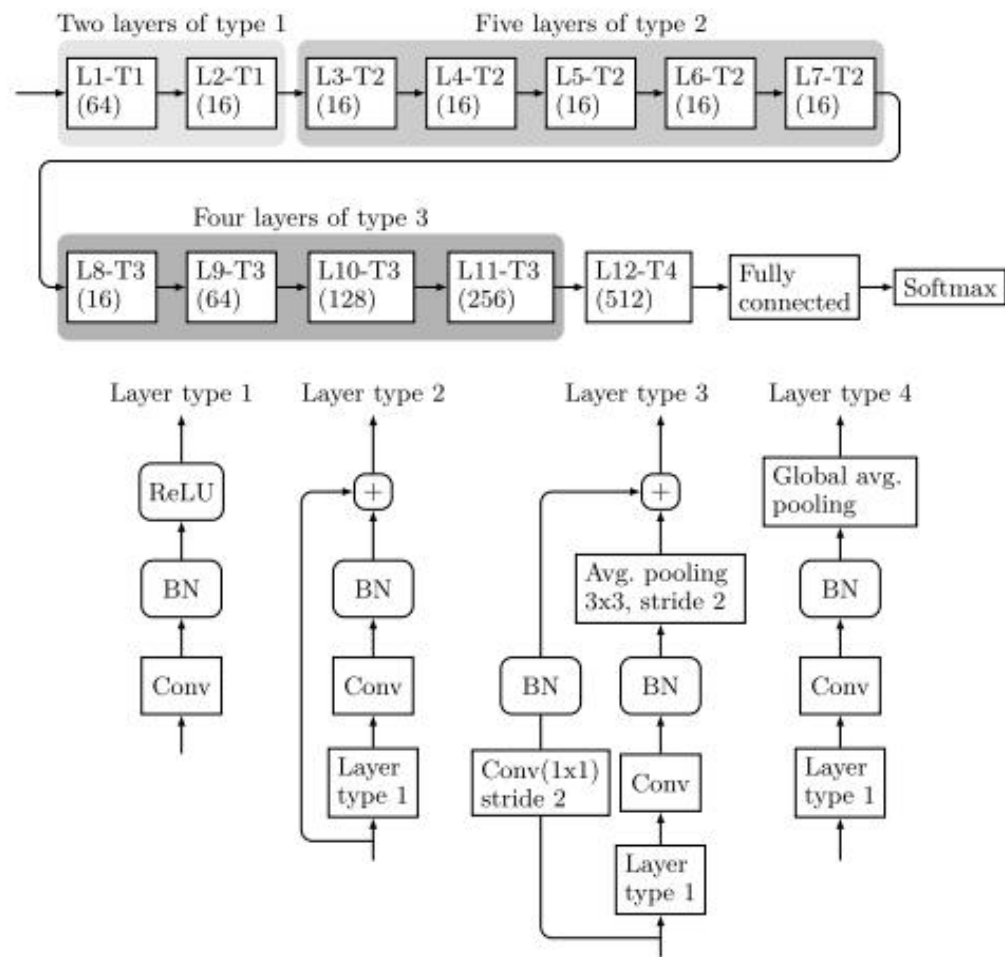 Two layers of type 1
Five layers of type 2
L1-T1
(64)
L2-T1
(16)
L3-T2
(16)
L4-T2
(16)
L5-T2
(16)
L6-T2
(16)
L7-T2
(16)
Four layers of type 3
L8-T3
(16)
L9-T3
(64)
L10-T3
(128)
L11-T3
(256)
L12-T4
(512)
Fully
connected
Softmax
Layer type 1
ReLU
BN
Conv
Layer type 2
+
BN
Conv
Layer
type 1
Layer type 3
+
Avg. pooling
3x3, stride 2
BN
BN
Conv(1x1)
stride 2
Conv
Layer
type 1
Layer type 4
Global avg.
pooling
BN
Conv
Layer
type 1